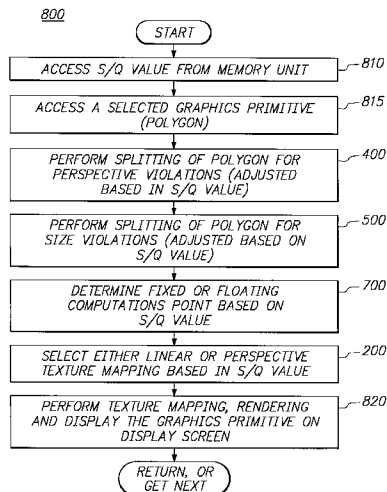 800
START
ACCESS S/Q VALUE FROM MEMORY UNIT
810
ACCESS A SELECTED GRAPHICS PRIMITIVE
(POLYGON)
815
PERFORM SPLITTING OF POLYGON FOR
PERSPECTIVE VIOLATIONS (ADJUSTED
BASED IN S/Q VALUE)
400
PERFORM SPLITTING OF POLYGON FOR
SIZE VIOLATIONS (ADJUSTED BASED ON
S/Q VALUE)
500
DETERMINE FIXED OR FLOATING
COMPUTATIONS POINT BASED ON
S/Q VALUE
700
SELECT EITHER LINEAR OR PERSPECTIVE
TEXTURE MAPPING BASED IN S/Q VALUE
200
PERFORM TEXTURE MAPPING, RENDERING
AND DISPLAY THE GRAPHICS PRIMITIVE ON
DISPLAY SCREEN
820
RETURN, OR
GET NEXT